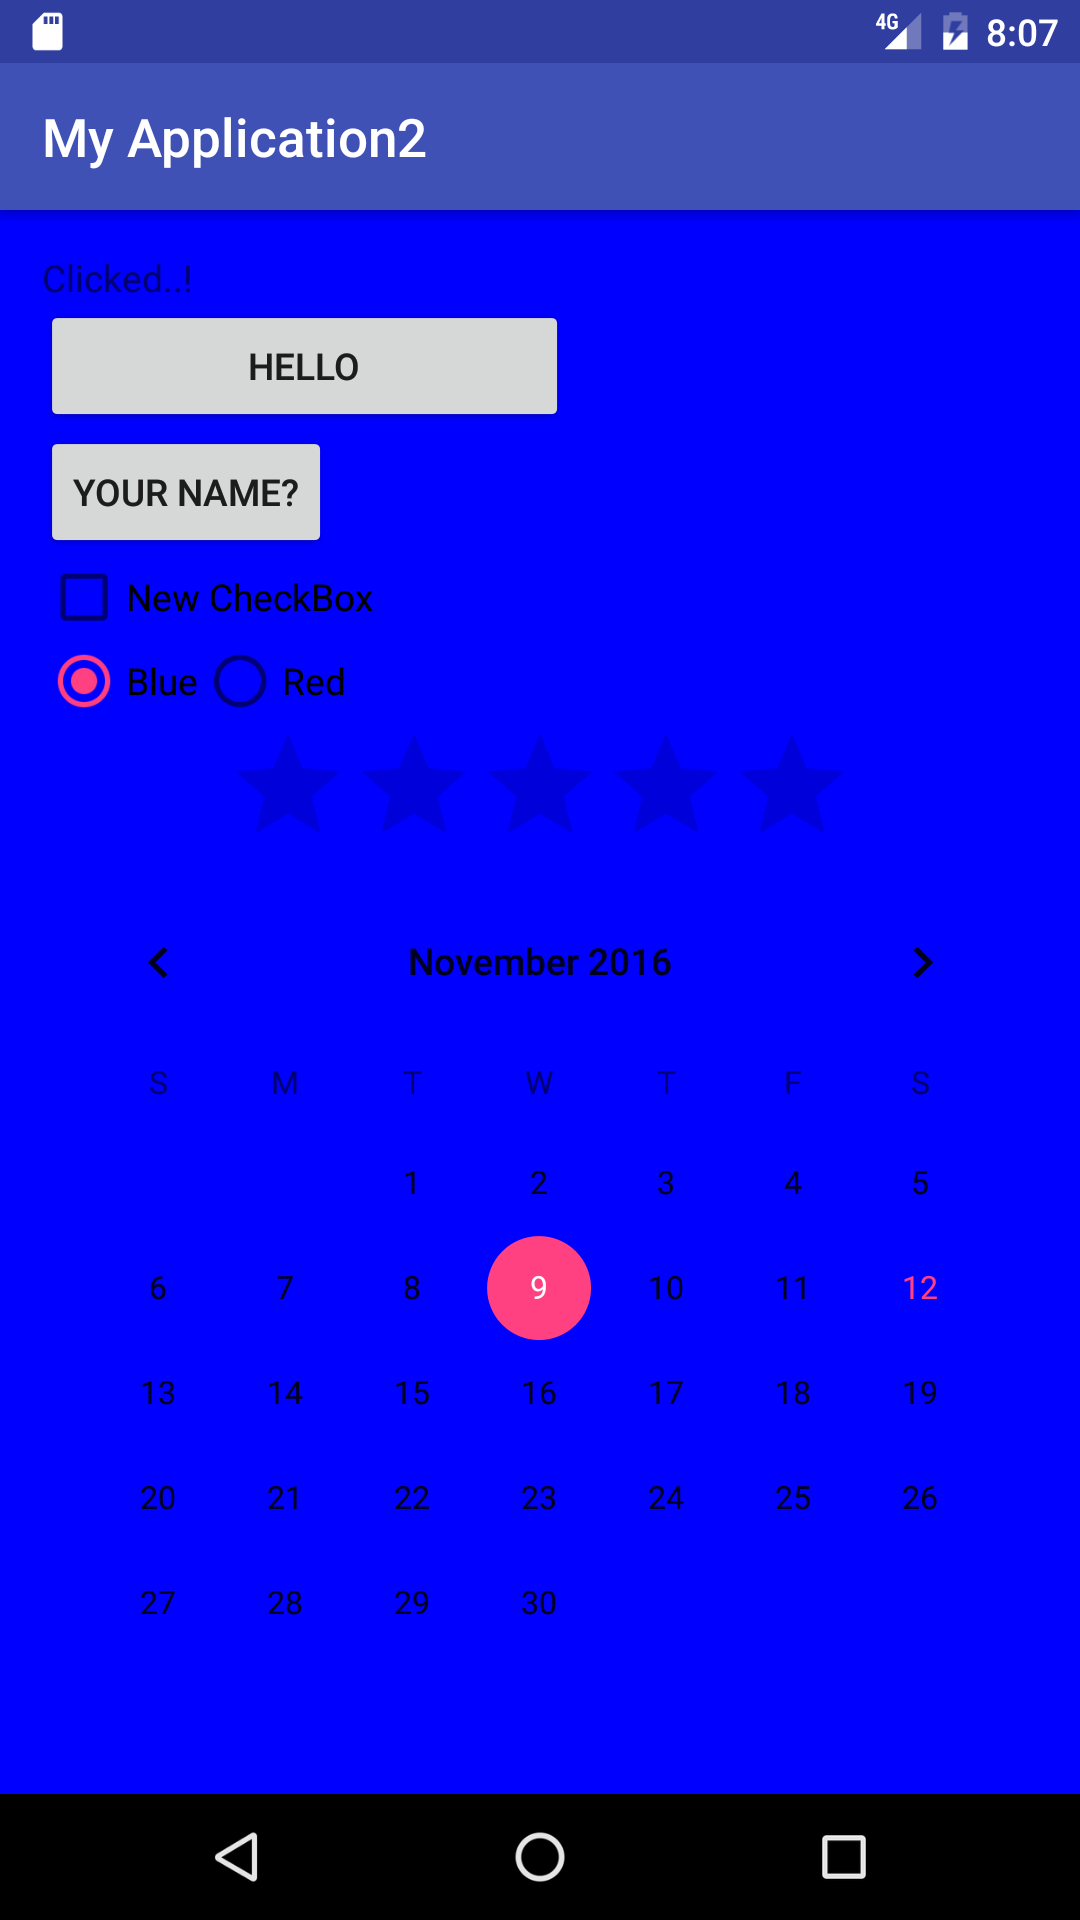 4G 8:07
My Application2
Clicked..!
HELLO
YOUR NAME?
New CheckBox
Blue Red
November 2016
S M T W T F S
1 2 3 4 5
6 7 8 9 10 11 12
13 14 15 16 17 18 19
20 21 22 23 24 25 26
27 28 29 30